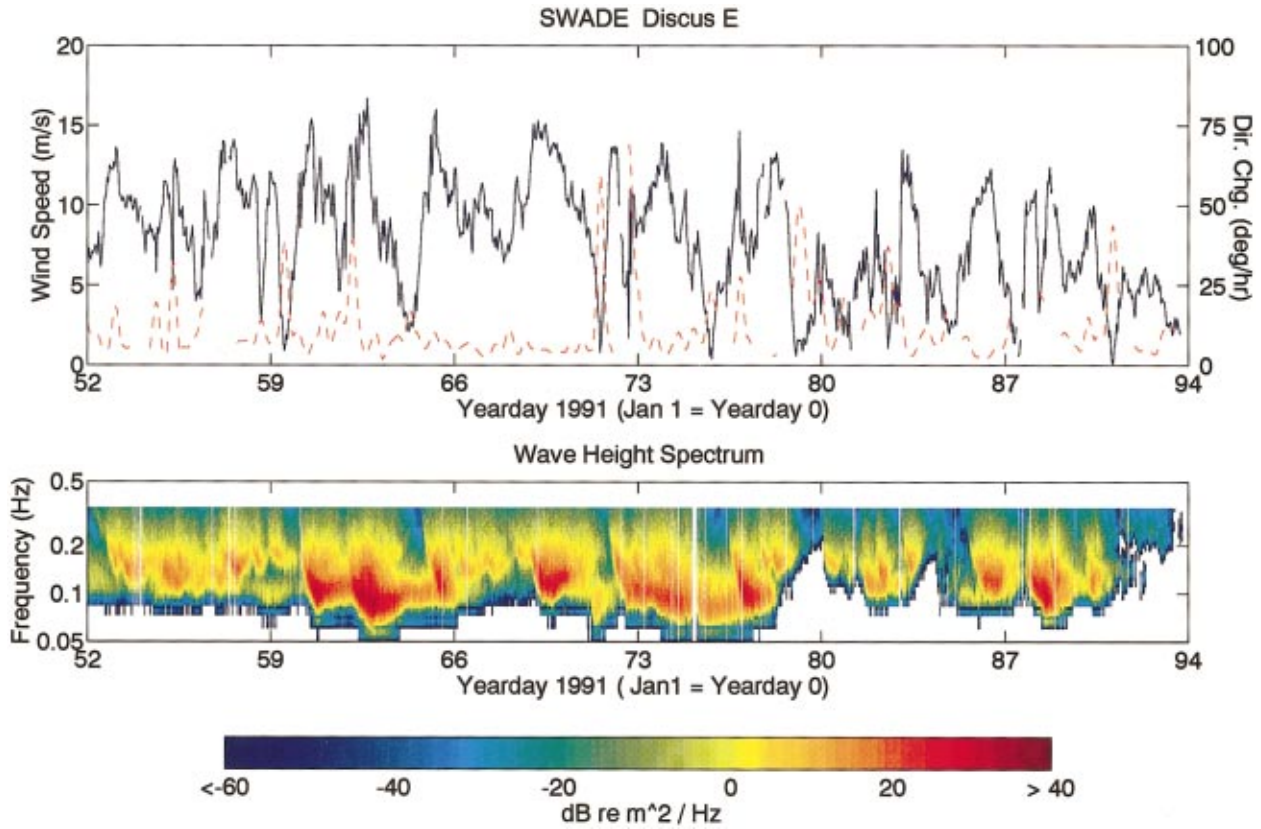 SWADE Discus E
20
15
10
5
0
Wind Speed (m/s)
100
75
50
25
0
Dir. Chg. (deg/hr)
52 59 66 73 80 87 94
Yearday 1991 (Jan 1 = Yearday 0)
Wave Height Spectrum
0.5
0.2
0.1
0.05
Frequency (Hz)
52 59 66 73 80 87 94
Yearday 1991 ( Jan1 = Yearday 0)
<-60 -40 -20 0 20 > 40
dB re m^2 / Hz